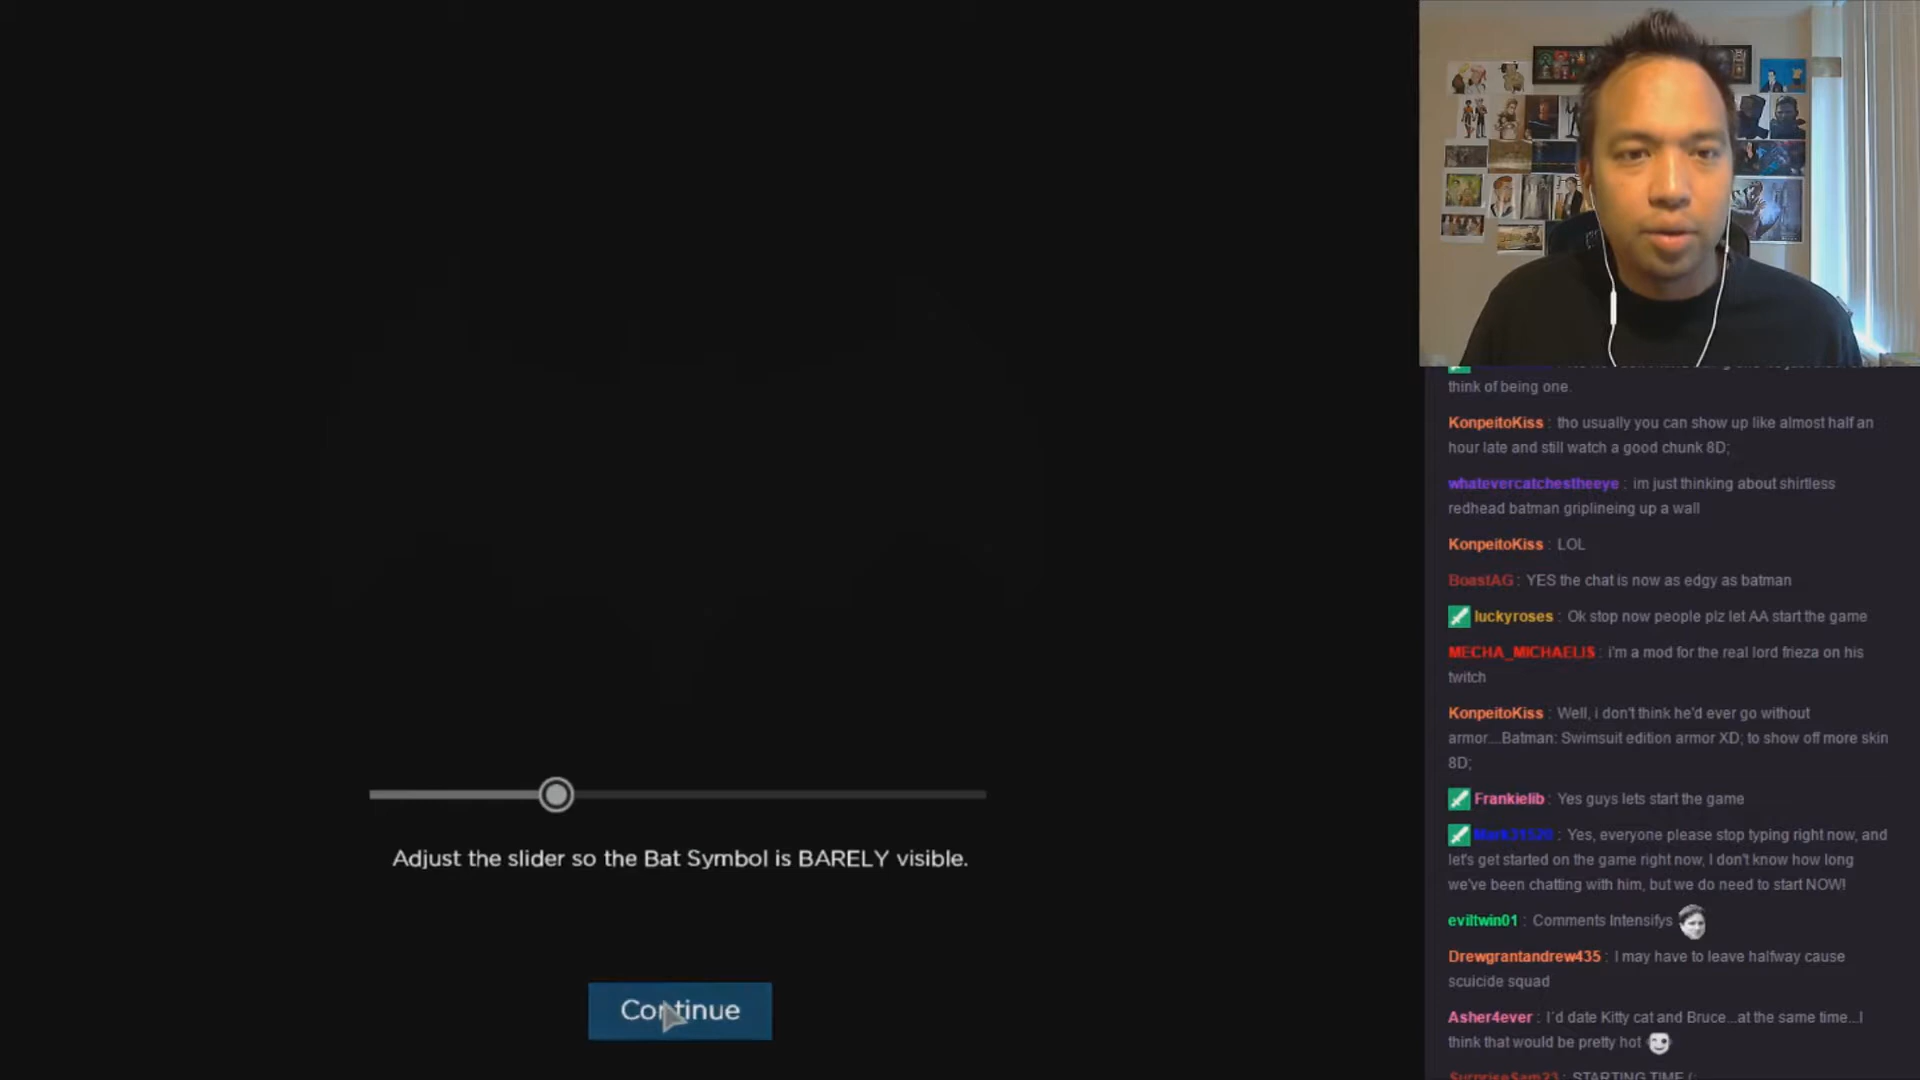 think of being one.
KonpeitoKiss : tho usually you can show up like almost half an
hour late and still watch a good chunk 8D;
whatevercatchestheeye : im just thinking about shirtless
redhead batman griplineing up a wall
KonpeitoKiss : LOL
BoastAG : YES the chat is now as edgy as batman
luckyroses : Ok stop now people plz let AA start the game
MECHA_MICHAELIS : i'm a mod for the real lord frieza on his
twitch
KonpeitoKiss : Well, i don't think he'd ever go without
armor...Batman: Swimsuit edition armor XD; to show off more skin
8D;
Frankielib : Yes guys lets start the game
Mark31520 : Yes, everyone please stop typing right now, and
let's get started on the game right now, I don't know how long
we've been chatting with him, but we do need to start NOW!
eviltwin01 : Comments Intensifys
Drewgrantandrew435 : I may have to leave halfway cause
scuicide squad
Asher4ever : I´d date Kitty cat and Bruce...at the same time...I
think that would be pretty hot
SurpriseSam23 : STARTING TIME (:
Adjust the slider so the Bat Symbol is BARELY visible.
Continue